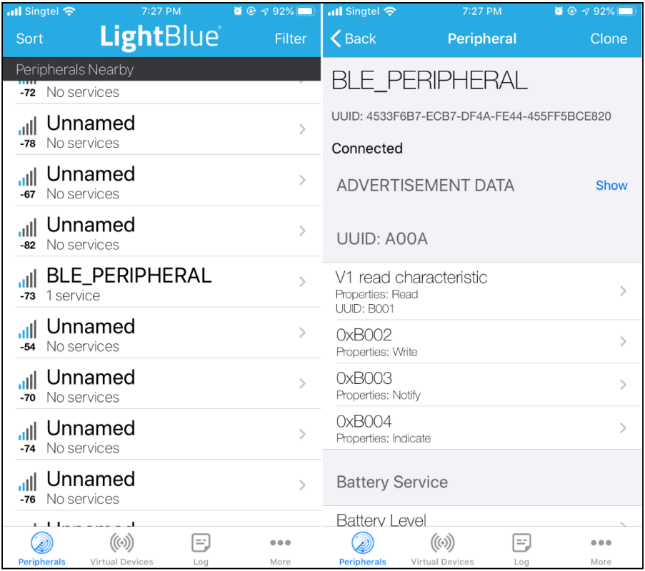 Singtel 7:27 PM 92%
Sort LightBlue Filter
Peripherals Nearby
-72 No services
Unnamed
-78 No services
Unnamed
-67 No services
Unnamed
-82 No services
BLE_PERIPHERAL
-73 1 service
Unnamed
-54 No services
Unnamed
-70 No services
Unnamed
-74 No services
Unnamed
-76 No services
Unnamed
Peripherals Virtual Devices Log More
Singtel 7:27 PM 92%
Back Peripheral Clone
BLE_PERIPHERAL
UUID: 4533F6B7-ECB7-DF4A-FE44-455FF5BCE820
Connected
ADVERTISEMENT DATA Show
UUID: A00A
V1 read characteristic
Properties: Read
UUID: B001
0xB002
Properties: Write
0xB003
Properties: Notify
0xB004
Properties: Indicate
Battery Service
Battery Level
Peripherals Virtual Devices Log More